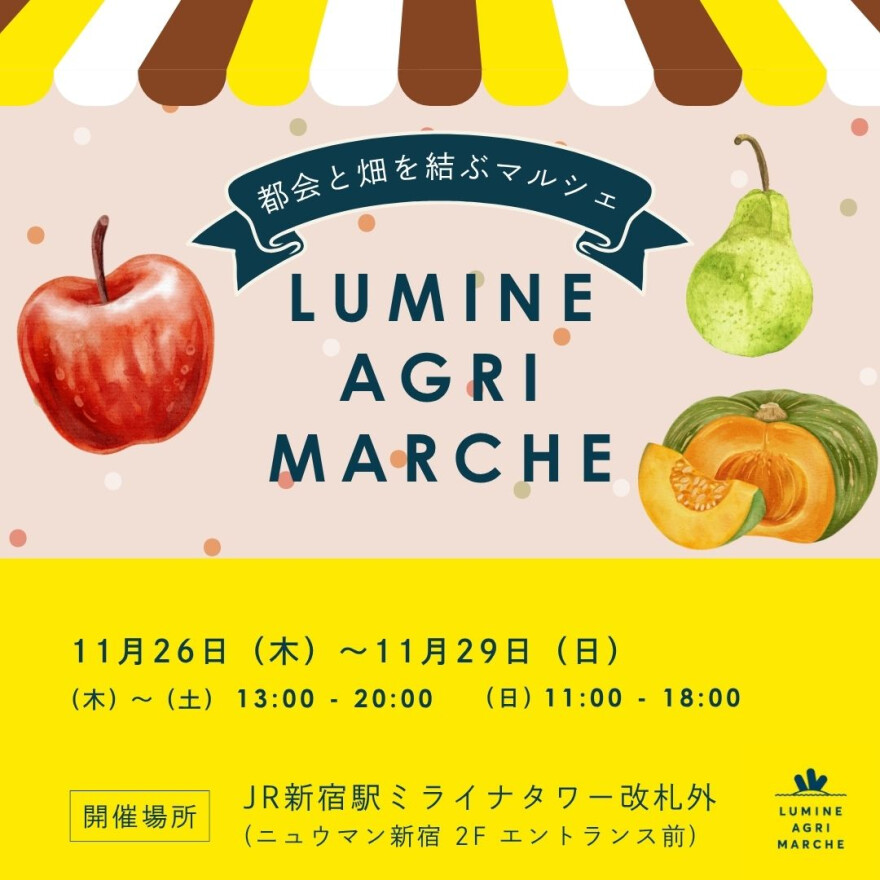 都会と畑を結ぶマルシェ
LUMINE
AGRI
MARCHE
11月26日（木）〜11月29日（日）
（木）〜（土） 13:00 - 20:00 （日）11:00 - 18:00
開催場所
JR新宿駅ミライナタワー改札外
(ニュウマン新宿 2F エントランス前)
LUMINE
AGRI
MARCHE